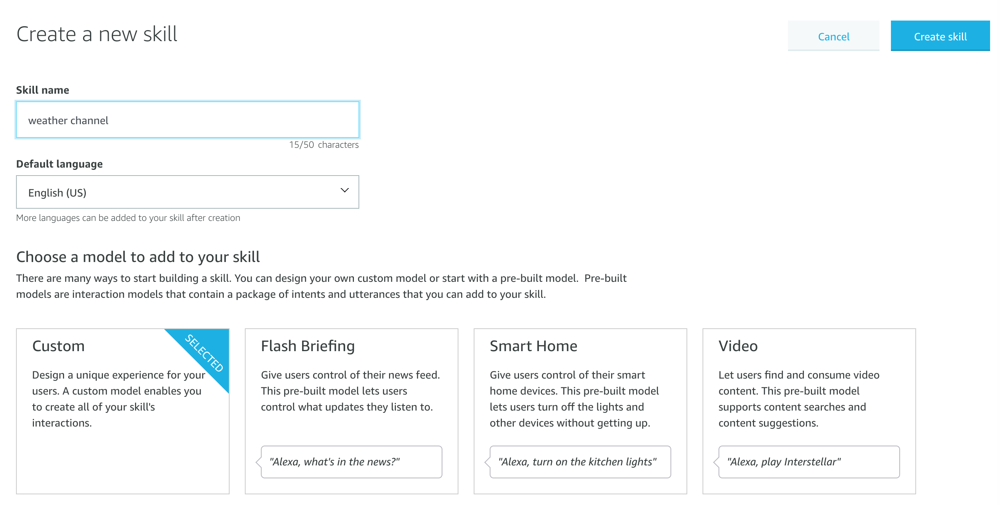 Create a new skill
Cancel
Create skill
Skill name
weather channel
15/50 characters
Default language
English (US)
More languages can be added to your skill after creation
Choose a model to add to your skill
There are many ways to start building a skill. You can design your own custom model or start with a pre-built model. Pre-built
models are interaction models that contain a package of intents and utterances that you can add to your skill.
Custom
SELECTED
Design a unique experience for your
users. A custom model enables you
to create all of your skill's
interactions.
Flash Briefing
Give users control of their news feed.
This pre-built model lets users
control what updates they listen to.
"Alexa, what's in the news?"
Smart Home
Give users control of their smart
home devices. This pre-built model
lets users turn off the lights and
other devices without getting up.
"Alexa, turn on the kitchen lights"
Video
Let users find and consume video
content. This pre-built model
supports content searches and
content suggestions.
"Alexa, play Interstellar"